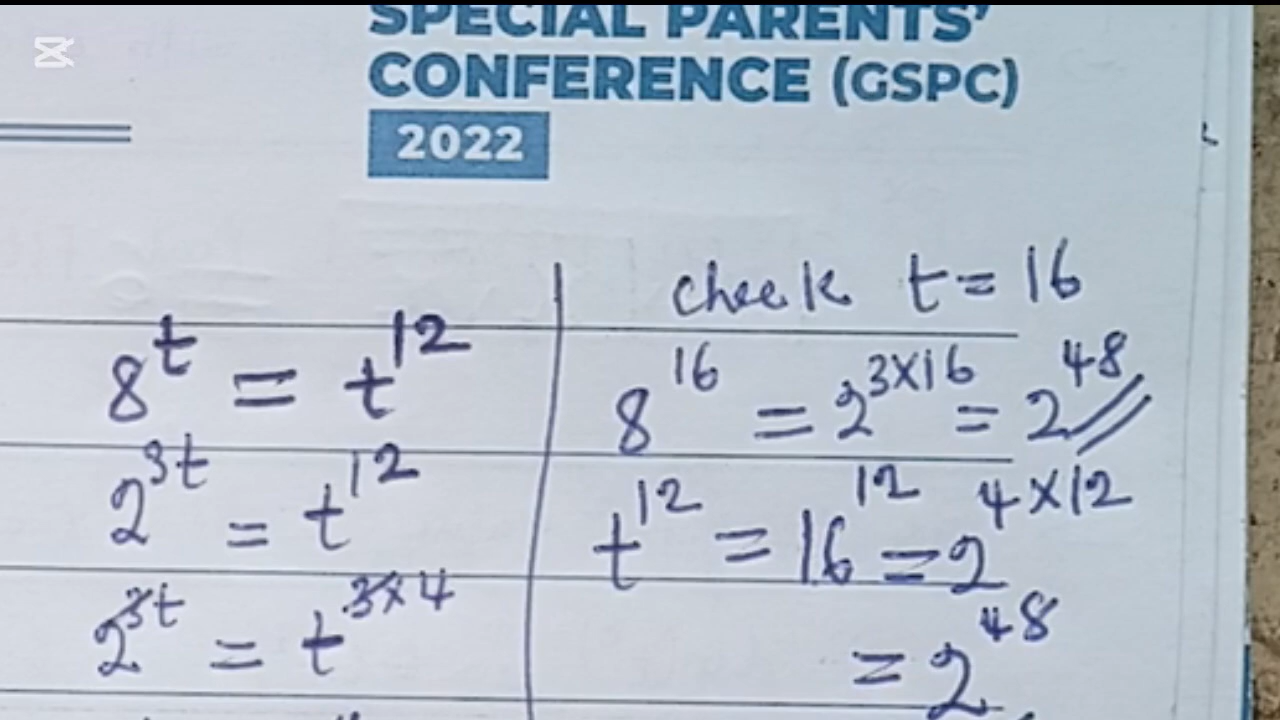 SPECIAL PARENTS'
CONFERENCE (GSPC)
2022
8^t = t^12
2^3t = t^12
2^3t = t^3×4
check t = 16
8^16 = 2^3×16 = 2^48
t^12 = 16^12 = 2^4×12
= 2^48